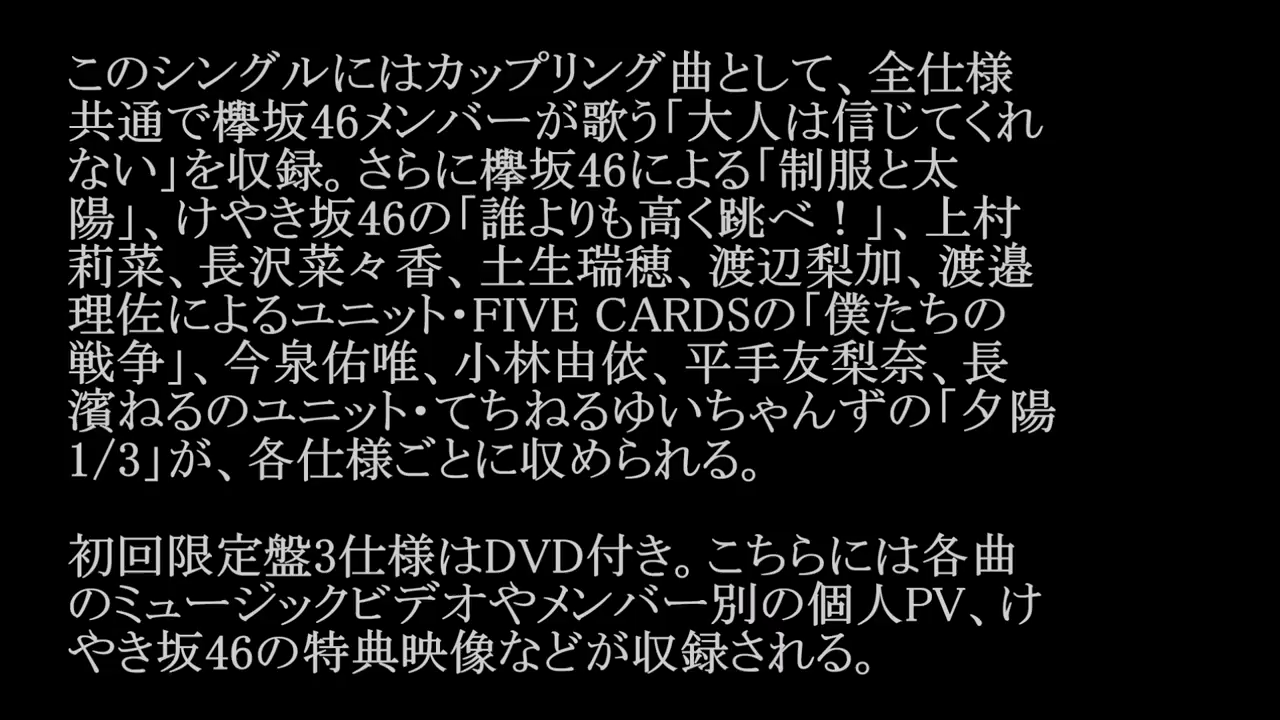 このシングルにはカップリング曲として、全仕様
共通で欅坂46メンバーが歌う「大人は信じてくれ
ない」を収録。さらに欅坂46による「制服と太
陽」、けやき坂46の「誰よりも高く跳べ！」、上村
莉菜、長沢菜々香、土生瑞穂、渡辺梨加、渡邉
理佐によるユニット・FIVE CARDSの「僕たちの
戦争」、今泉佑唯、小林由依、平手友梨奈、長
濱ねるのユニット・てちねるゆいちゃんずの「夕陽
1/3」が、各仕様ごとに収められる。
初回限定盤3仕様はDVD付き。こちらには各曲
のミュージックビデオやメンバー別の個人PV、け
やき坂46の特典映像などが収録される。